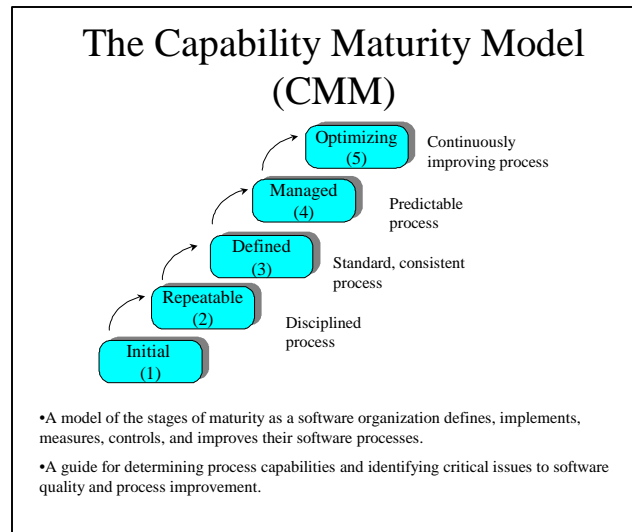 The Capability Maturity Model
(CMM)
Optimizing
(5)
Continuously
improving process
Managed
(4)
Predictable
process
Defined
(3)
Standard, consistent
process
Repeatable
(2)
Disciplined
process
Initial
(1)
•A model of the stages of maturity as a software organization defines, implements,
measures, controls, and improves their software processes.
•A guide for determining process capabilities and identifying critical issues to software
quality and process improvement.